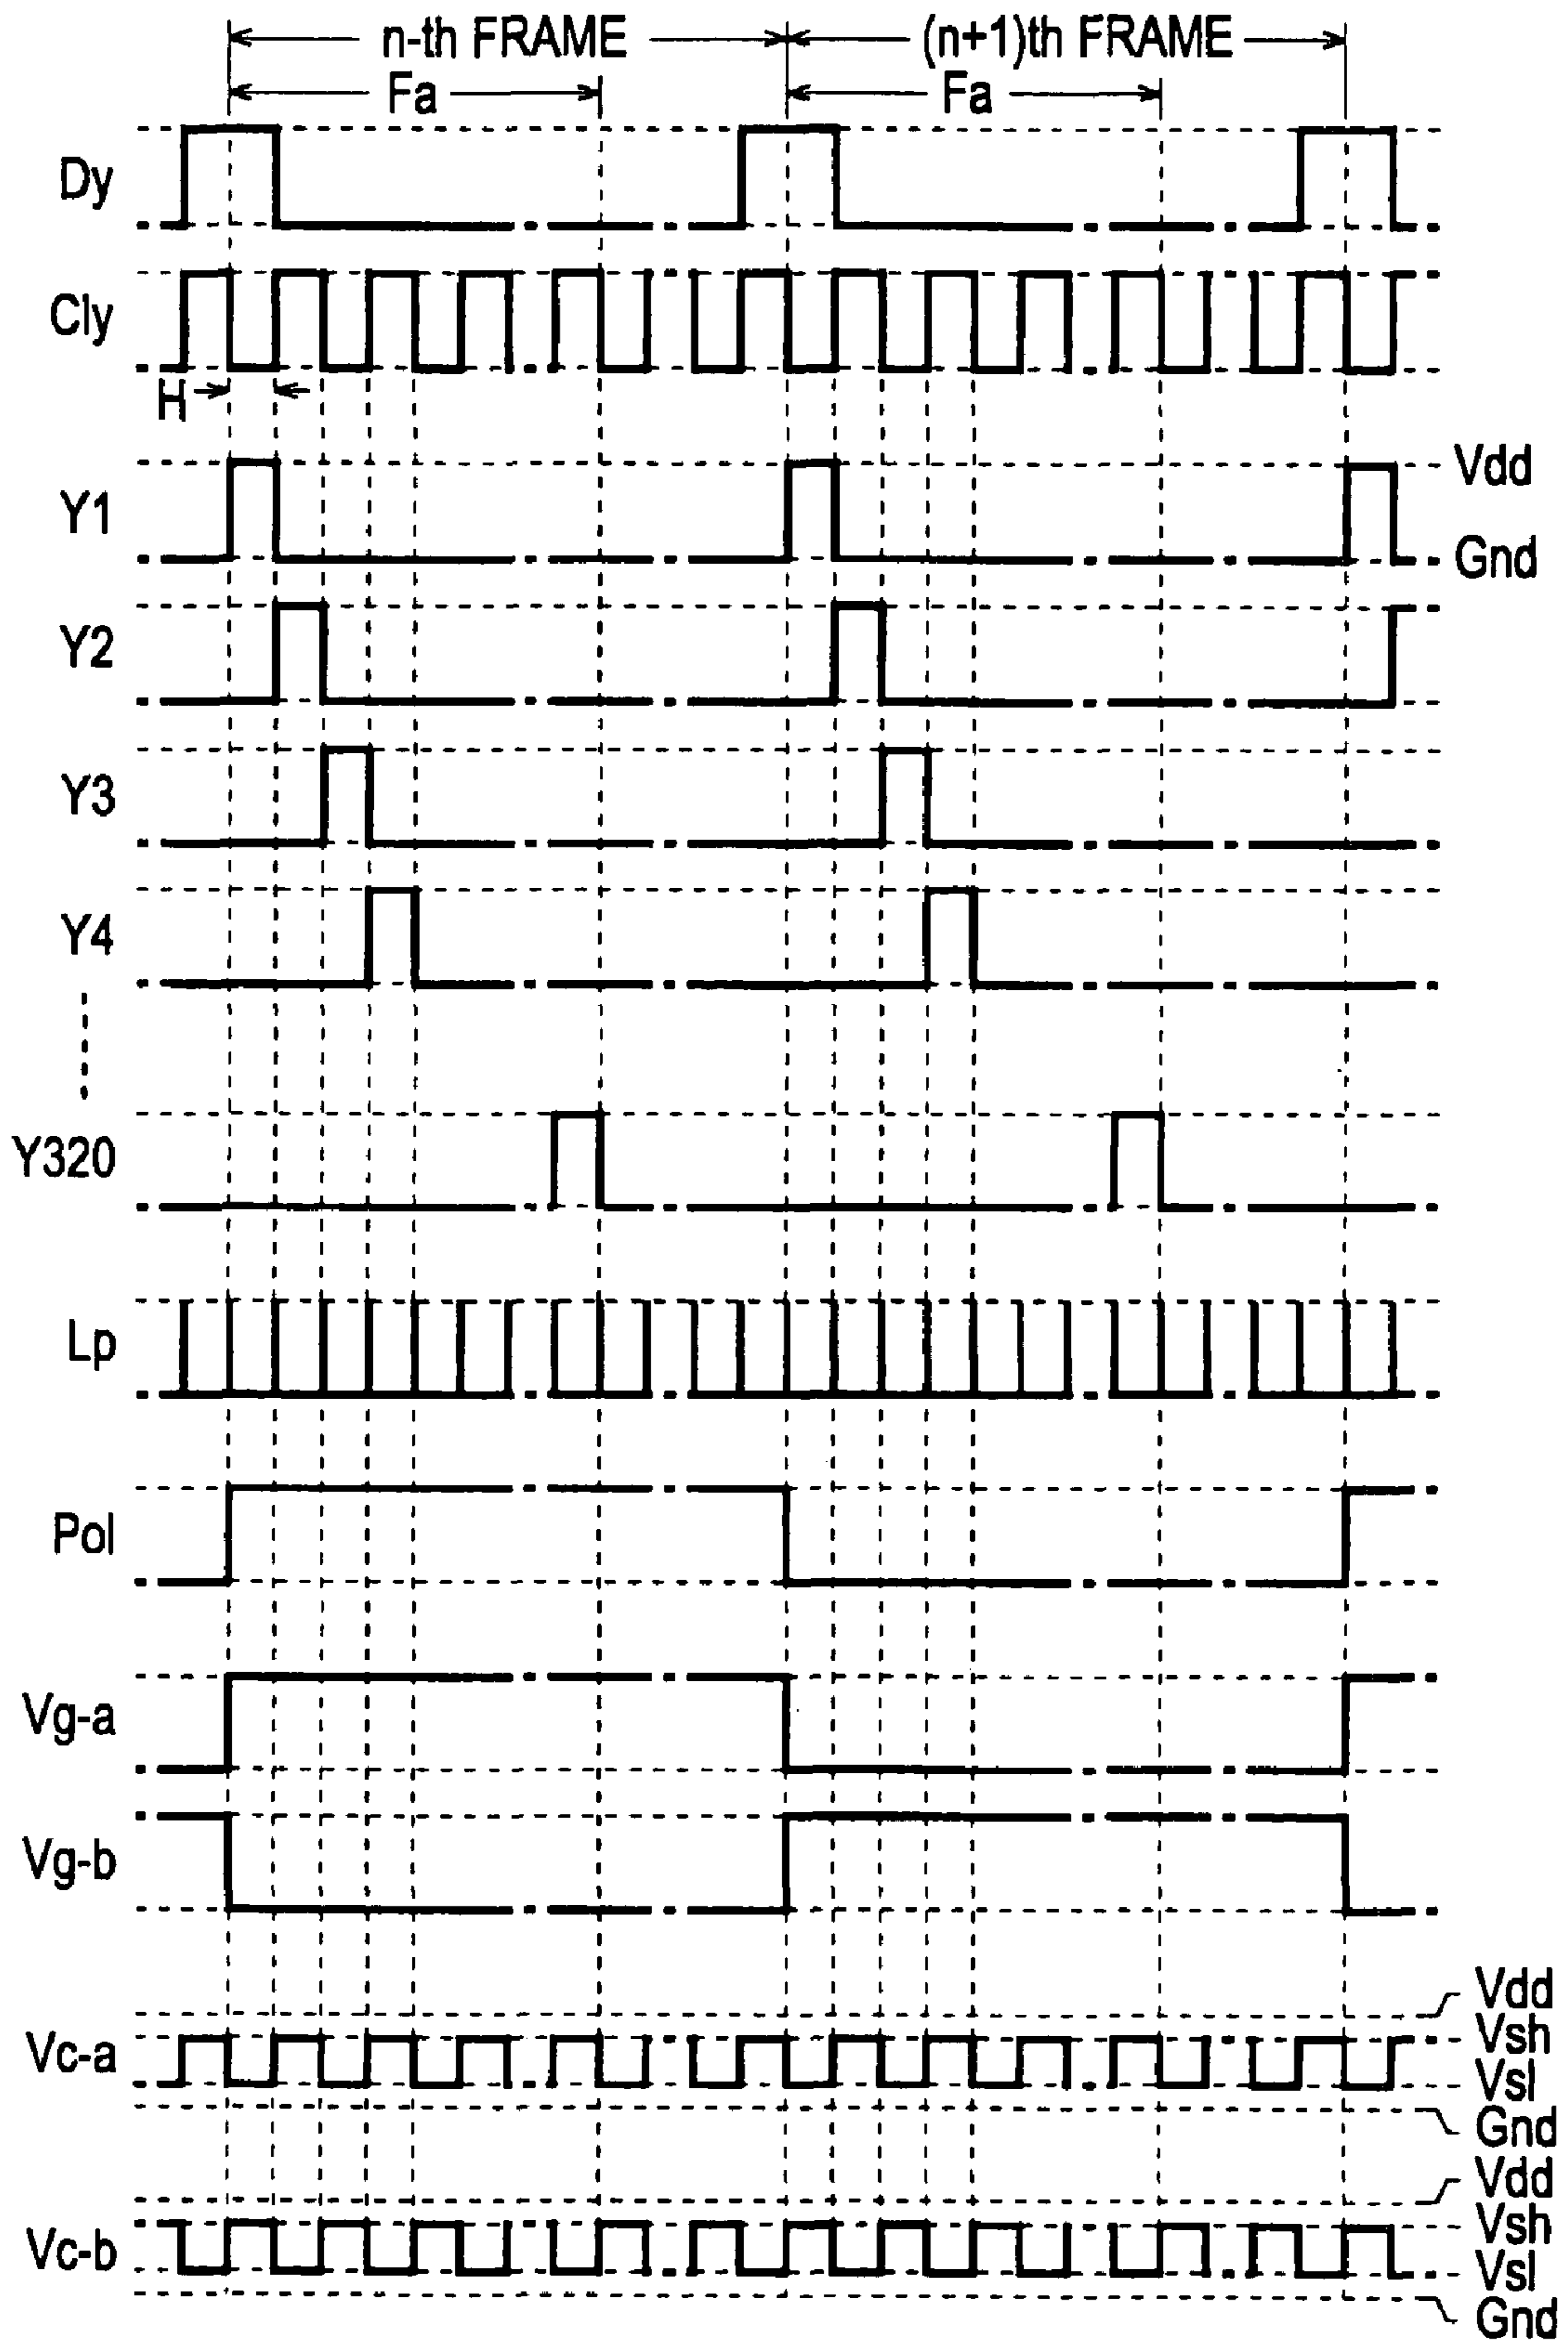 n-th FRAME (n+1)th FRAME
Fa Fa
Dy
Cly
H
Vdd
Y1
Gnd
Y2
Y3
Y4
Y320
Lp
Pol
Vg-a
Vg-b
Vdd
Vsh
Vc-a
Vsl
Gnd
Vdd
Vsh
Vc-b
Vsl
Gnd